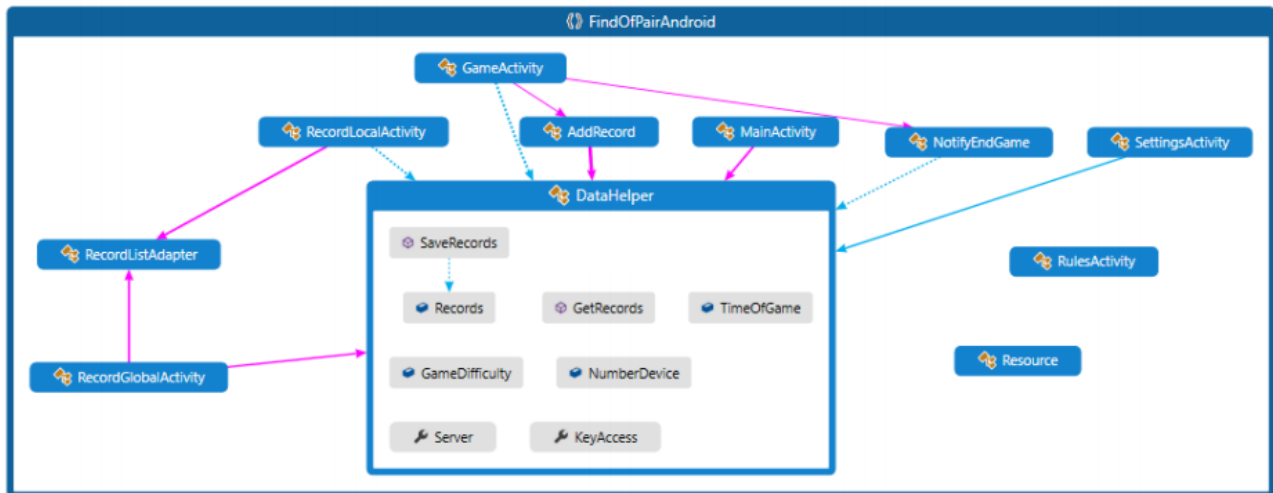 FindOfPairAndroid
GameActivity
RecordLocalActivity
AddRecord
MainActivity
NotifyEndGame
SettingsActivity
DataHelper
SaveRecords
RecordListAdapter
RulesActivity
Records
GetRecords
TimeOfGame
Resource
RecordGlobalActivity
GameDifficulty
NumberDevice
Server
KeyAccess